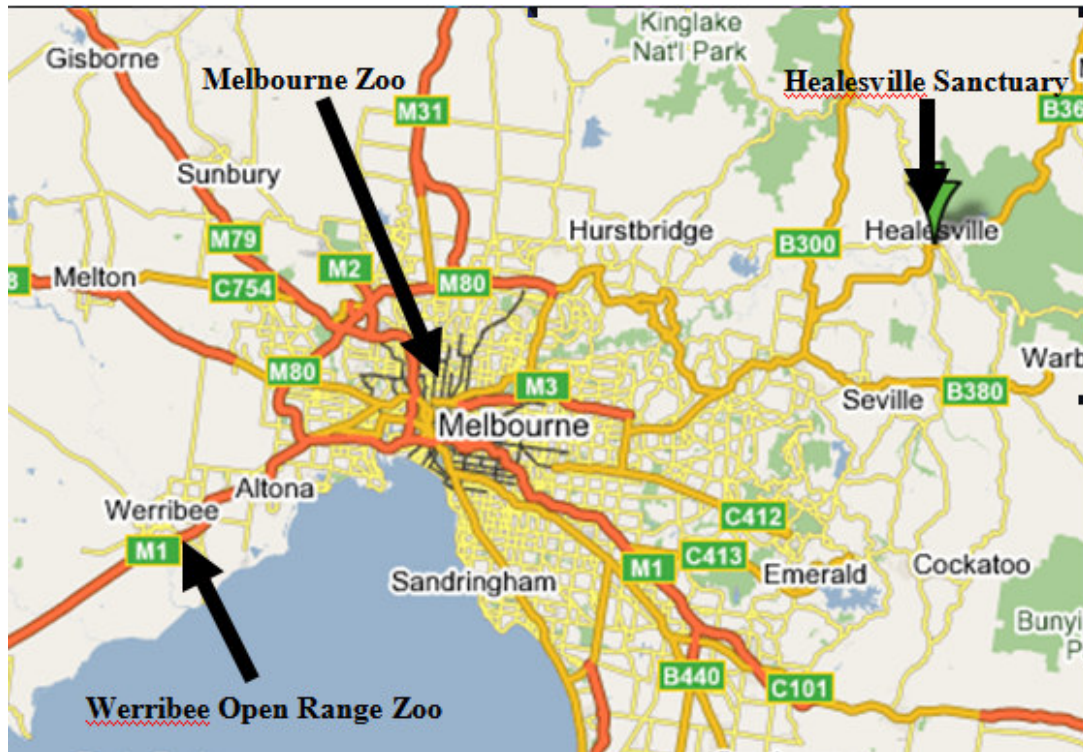 Kinglake
Nat'l Park
Gisborne
Melbourne Zoo
Healesville Sanctuary
M31
B36
Sunbury
M79
Hurstbridge
B300
Healesville
M2
Melton
C754
M80
M80
M3
Warb
Melbourne
Seville
B380
Altona
Werribee
M1
C412
Sandringham
M1
C413
Emerald
Cockatoo
Bunyi
P
B440
C101
Werribee Open Range Zoo